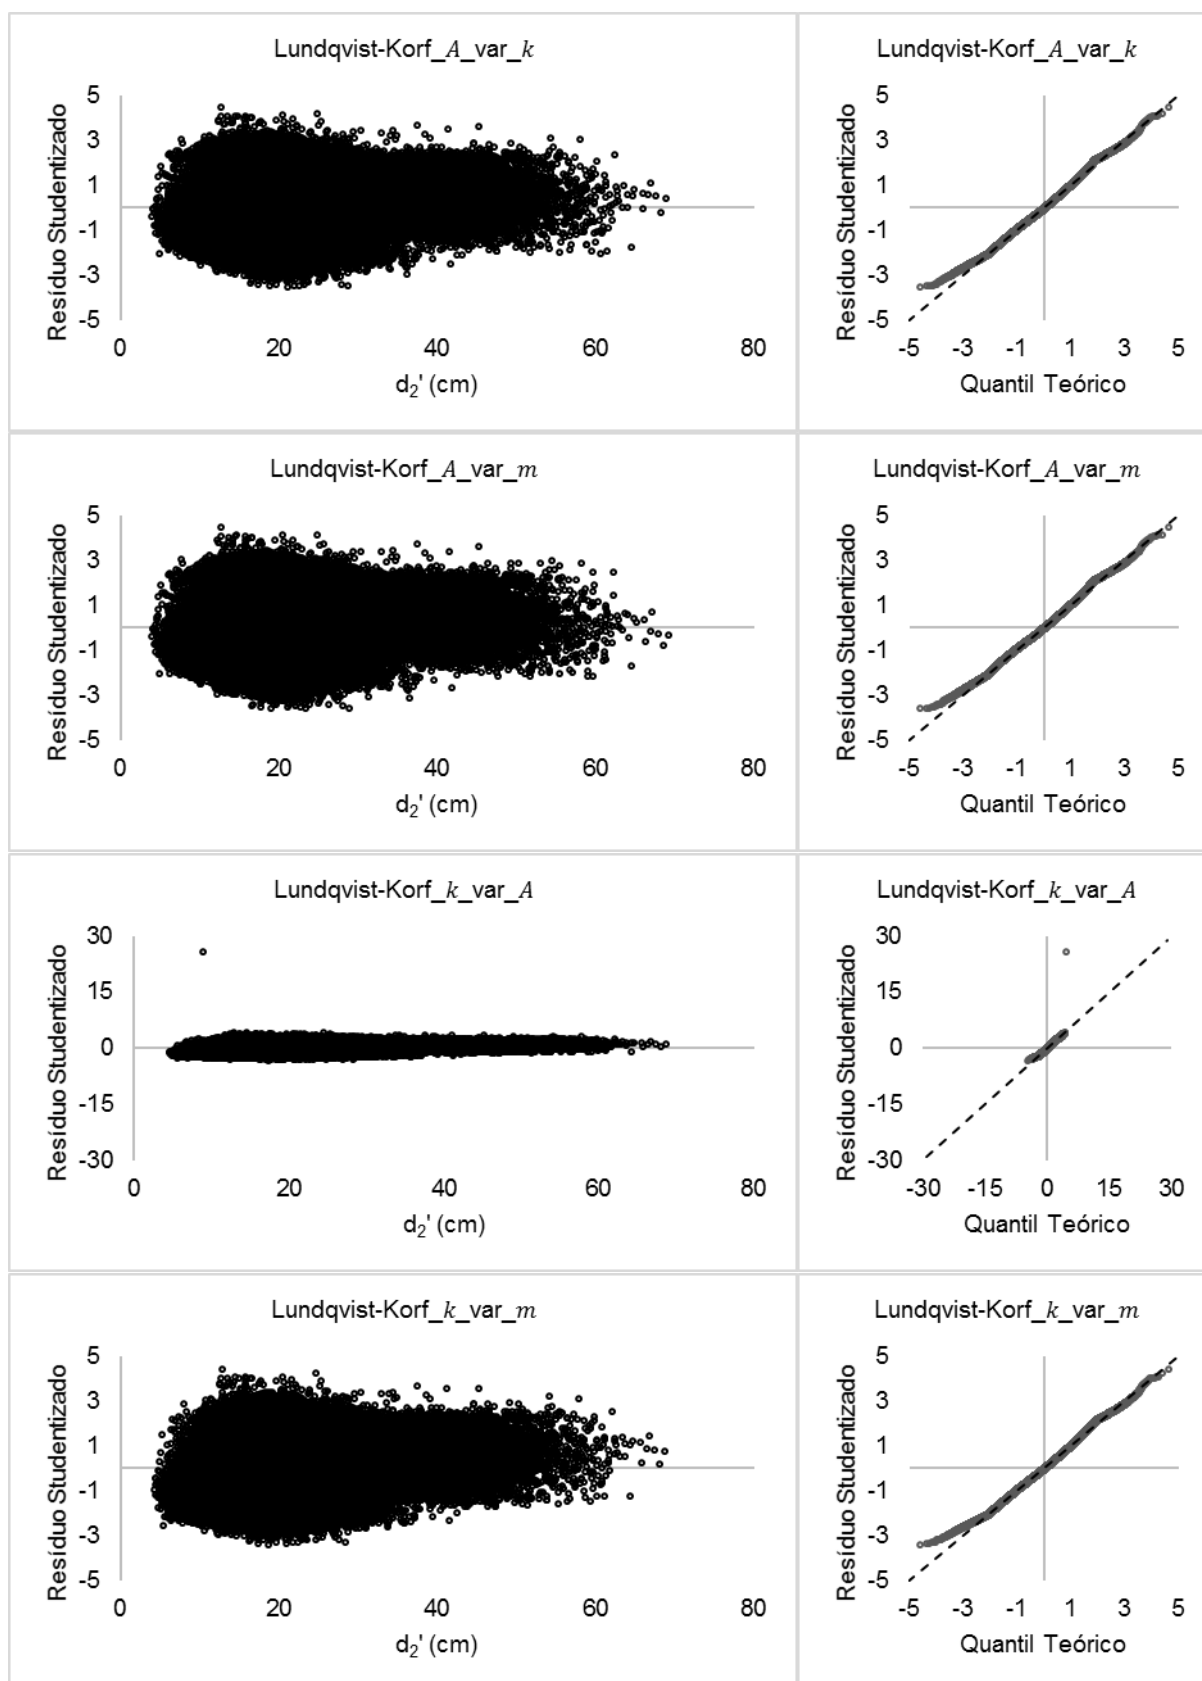 Lundqvist-Korf_A_var_k
Resíduo Studentizado
5
3
1
-1
-3
-5
0 20 40 60 80
d₂' (cm)
Lundqvist-Korf_A_var_k
Resíduo Studentizado
5
3
1
-1
-3
-5
-5 -3 -1 1 3 5
Quantil Teórico
Lundqvist-Korf_A_var_m
Resíduo Studentizado
5
3
1
-1
-3
-5
0 20 40 60 80
d₂' (cm)
Lundqvist-Korf_A_var_m
Resíduo Studentizado
5
3
1
-1
-3
-5
-5 -3 -1 1 3 5
Quantil Teórico
Lundqvist-Korf_k_var_A
Resíduo Studentizado
30
15
0
-15
-30
0 20 40 60 80
d₂' (cm)
Lundqvist-Korf_k_var_A
Resíduo Studentizado
30
15
0
-15
-30
-30 -15 0 15 30
Quantil Teórico
Lundqvist-Korf_k_var_m
Resíduo Studentizado
5
3
1
-1
-3
-5
0 20 40 60 80
d₂' (cm)
Lundqvist-Korf_k_var_m
Resíduo Studentizado
5
3
1
-1
-3
-5
-5 -3 -1 1 3 5
Quantil Teórico